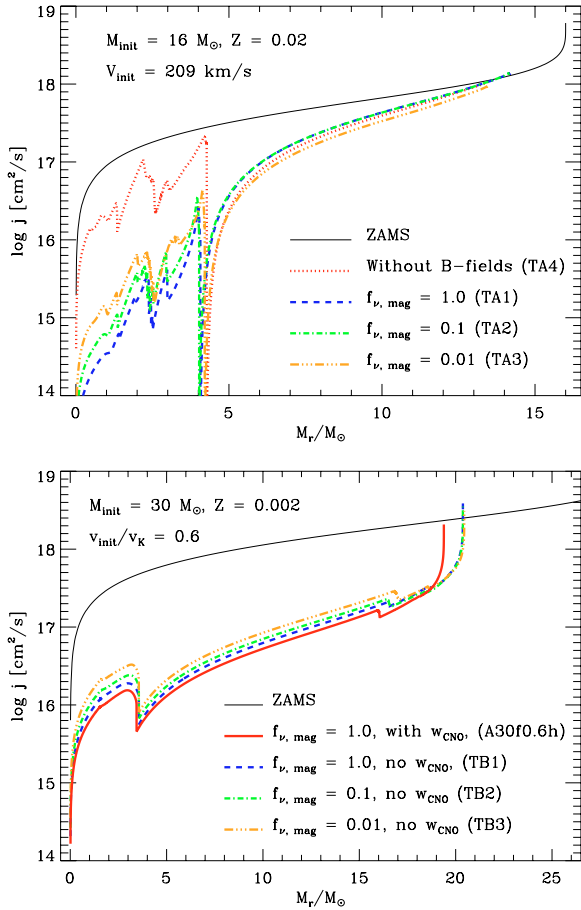 M_init = 16 M_⊙, Z = 0.02
V_init = 209 km/s
log j [cm²/s]
19
18
17
16
15
14
ZAMS
Without B-fields (TA4)
f_ν, mag = 1.0 (TA1)
f_ν, mag = 0.1 (TA2)
f_ν, mag = 0.01 (TA3)
0 5 10 15
M_r/M_⊙
M_init = 30 M_⊙, Z = 0.002
v_init/v_K = 0.6
log j [cm²/s]
19
18
17
16
15
14
ZAMS
f_ν, mag = 1.0, with w_CNO, (A30f0.6h)
f_ν, mag = 1.0, no w_CNO, (TB1)
f_ν, mag = 0.1, no w_CNO (TB2)
f_ν, mag = 0.01, no w_CNO (TB3)
0 5 10 15 20 25
M_r/M_⊙